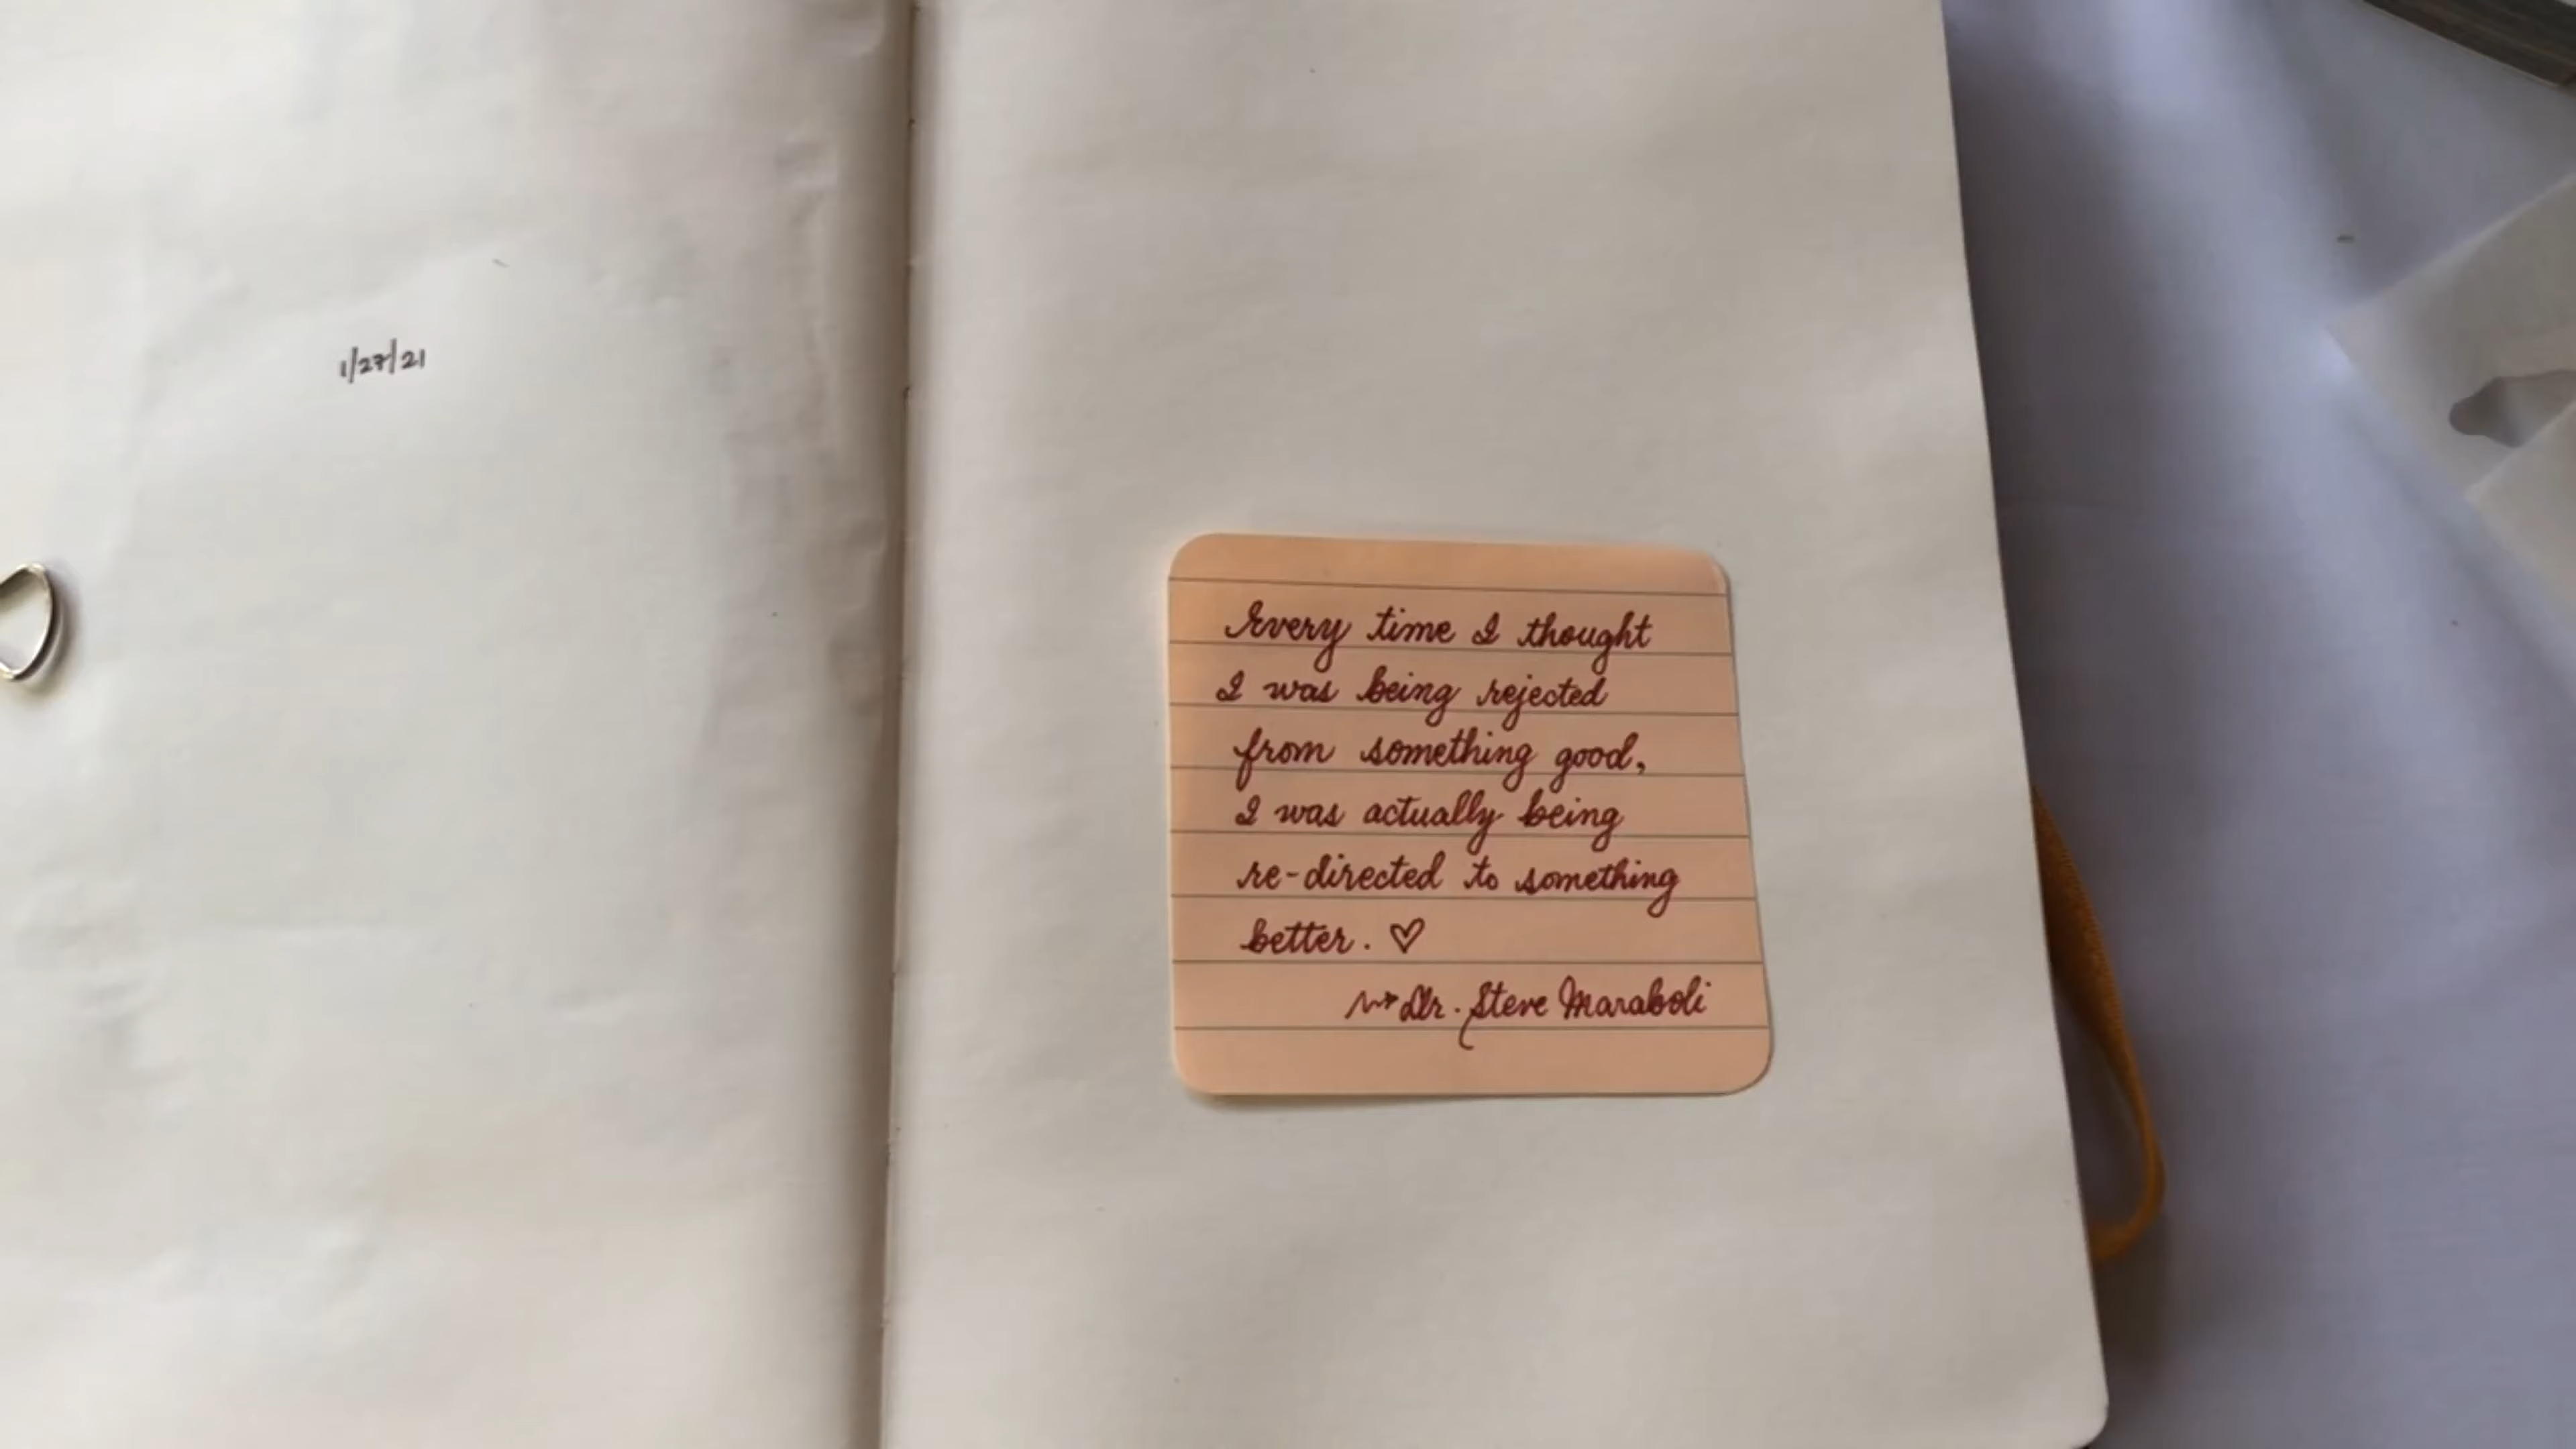 1/27/21
Every time I thought
I was being rejected
from something good,
I was actually being
re-directed to something
better. ♡
Dr. Steve Maraboli